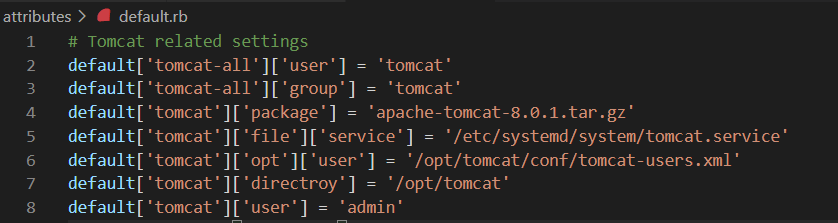 attributes > default.rb
1 # Tomcat related settings
2 default['tomcat-all']['user'] = 'tomcat'
3 default['tomcat-all']['group'] = 'tomcat'
4 default['tomcat']['package'] = 'apache-tomcat-8.0.1.tar.gz'
5 default['tomcat']['file']['service'] = '/etc/systemd/system/tomcat.service'
6 default['tomcat']['opt']['user'] = '/opt/tomcat/conf/tomcat-users.xml'
7 default['tomcat']['directroy'] = '/opt/tomcat'
8 default['tomcat']['user'] = 'admin'